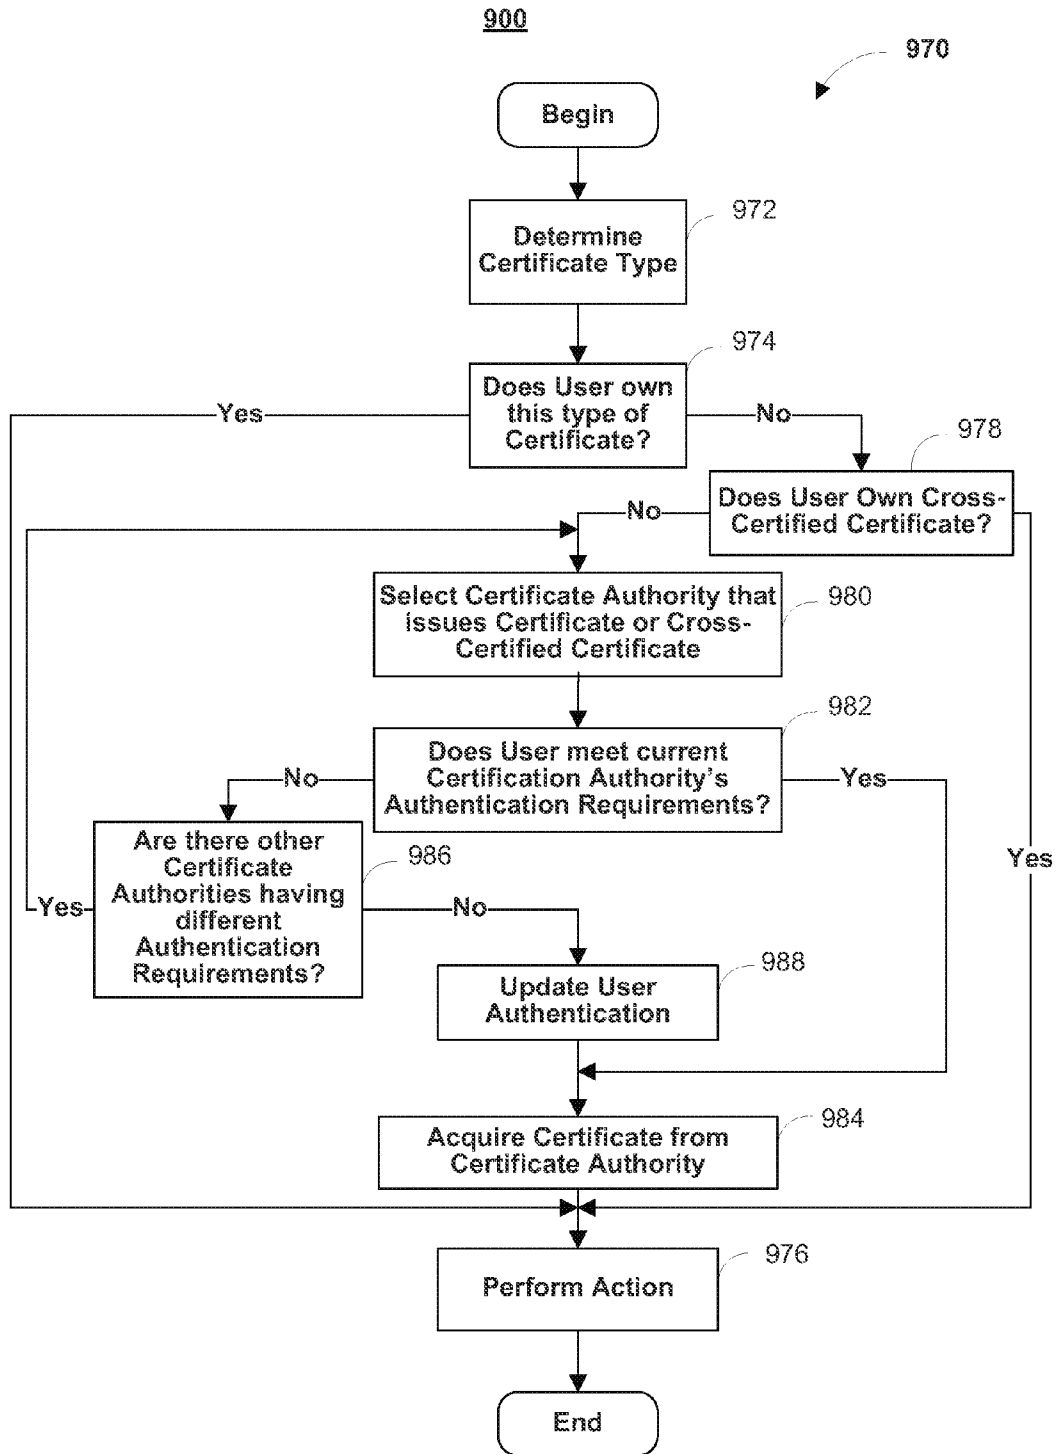 900
970
Begin
972
Determine
Certificate Type
974
Does User own
this type of
Certificate?
Yes
No
978
Does User Own Cross-
Certified Certificate?
No
Select Certificate Authority that
issues Certificate or Cross-
Certified Certificate
980
982
Does User meet current
Certification Authority's
Authentication Requirements?
No
Yes
Are there other
Certificate
Authorities having
different
Authentication
Requirements?
986
Yes
Yes
No
988
Update User
Authentication
984
Acquire Certificate from
Certificate Authority
976
Perform Action
End